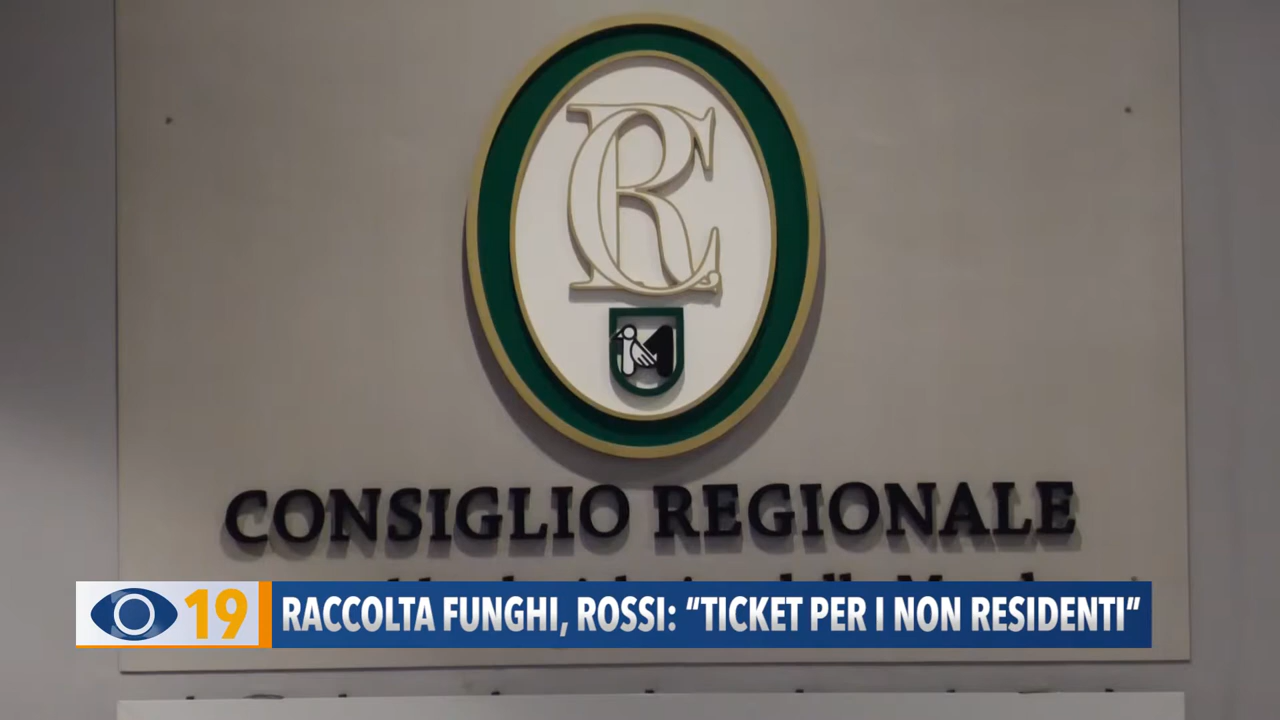 RC
CONSIGLIO REGIONALE
19
RACCOLTA FUNGHI, ROSSI: “TICKET PER I NON RESIDENTI”